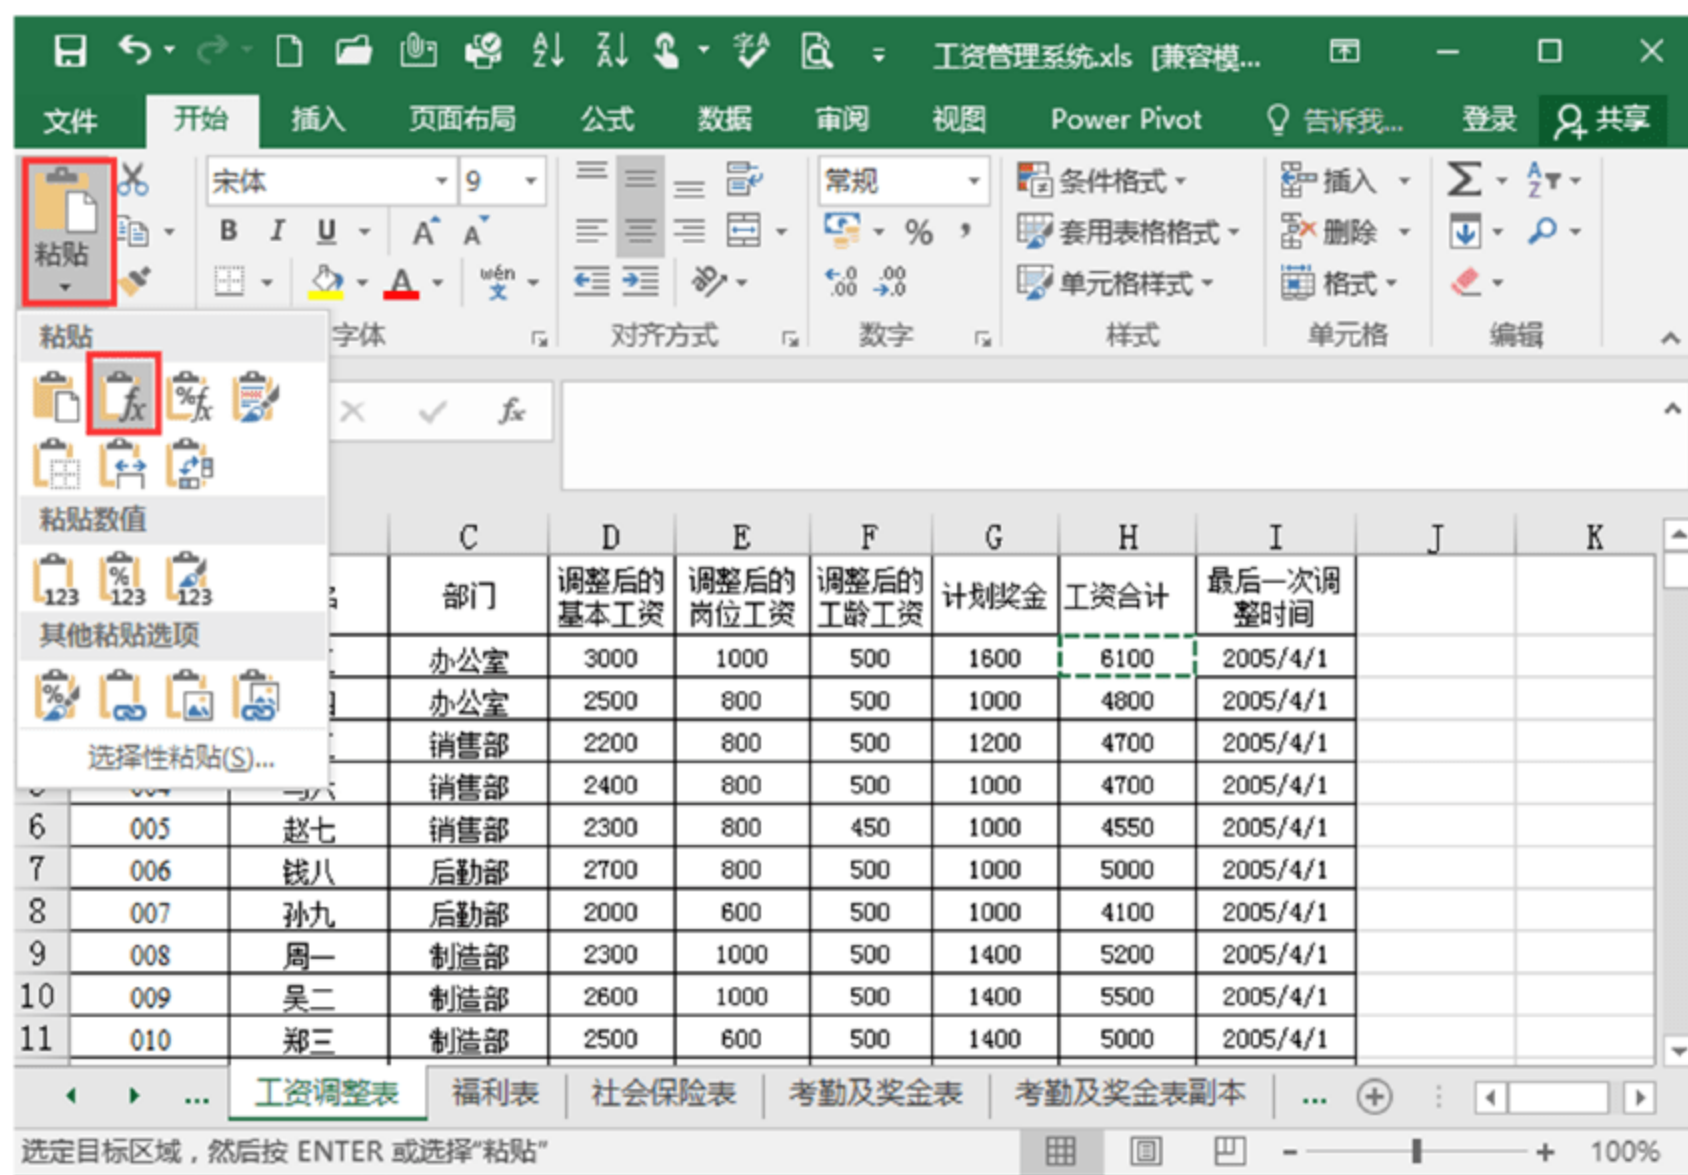 工资管理系统.xls [兼容模...
文件 开始 插入 页面布局 公式 数据 审阅 视图 Power Pivot 告诉我... 登录 共享
宋体 9 常规 条件格式 插入
粘贴 B I U A A % , 套用表格格式 删除
A wén 文 单元格样式 格式
字体 对齐方式 数字 样式 单元格 编辑
粘贴
fx
粘贴数值
123 123 123
其他粘贴选项
选择性粘贴(S)...
C D E F G H I J K
部门 调整后的基本工资 调整后的岗位工资 调整后的工龄工资 计划奖金 工资合计 最后一次调整时间
办公室 3000 1000 500 1600 6100 2005/4/1
办公室 2500 800 500 1000 4800 2005/4/1
销售部 2200 800 500 1200 4700 2005/4/1
销售部 2400 800 500 1000 4700 2005/4/1
6 005 赵七 销售部 2300 800 450 1000 4550 2005/4/1
7 006 钱八 后勤部 2700 800 500 1000 5000 2005/4/1
8 007 孙九 后勤部 2000 600 500 1000 4100 2005/4/1
9 008 周一 制造部 2300 1000 500 1400 5200 2005/4/1
10 009 吴二 制造部 2600 1000 500 1400 5500 2005/4/1
11 010 郑三 制造部 2500 600 500 1400 5000 2005/4/1
... 工资调整表 福利表 社会保险表 考勤及奖金表 考勤及奖金表副本 ...
选定目标区域，然后按 ENTER 或选择"粘贴" 100%